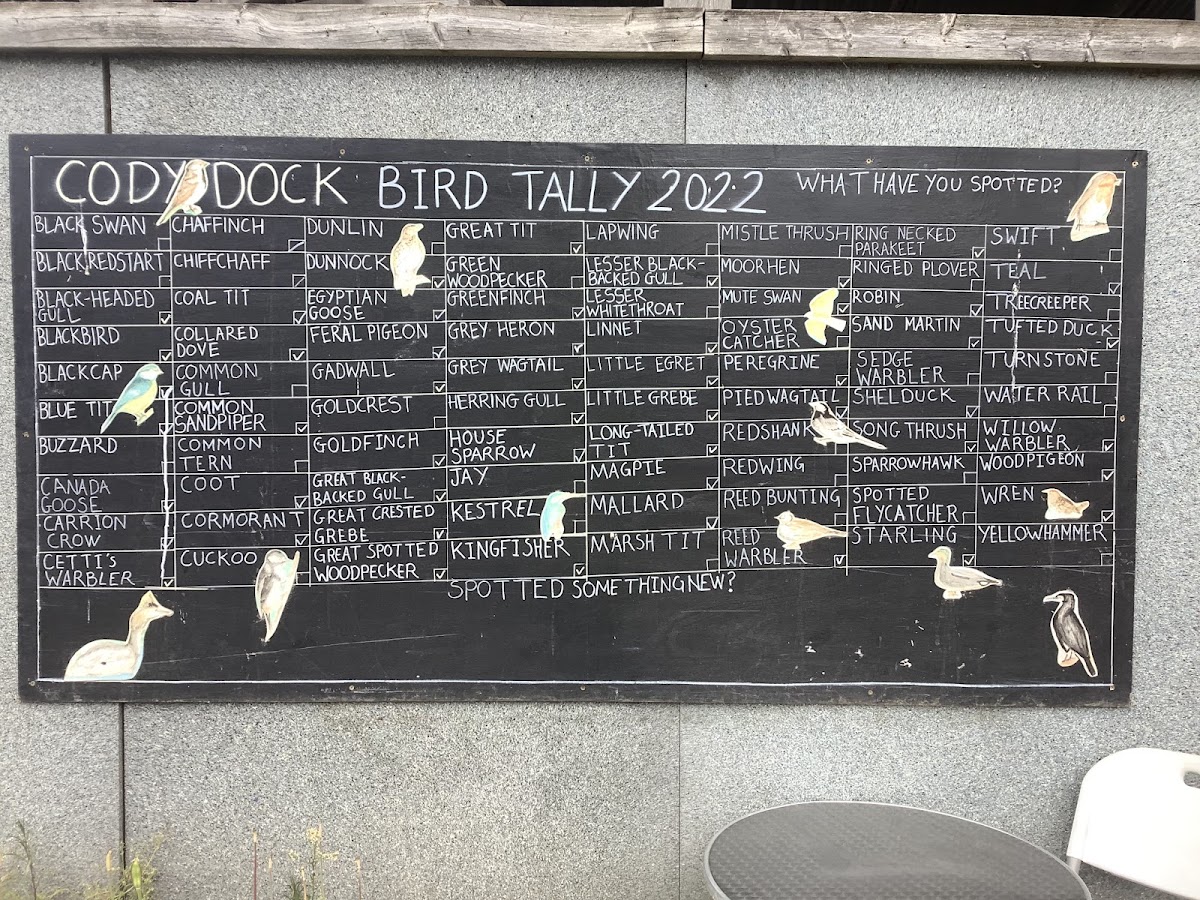 CODY DOCK BIRD TALLY 2022 WHAT HAVE YOU SPOTTED?
BLACK SWAN
BLACK REDSTART
BLACK-HEADED
GULL
BLACKBIRD
BLACKCAP
BLUE TIT
BUZZARD
CANADA
GOOSE
CARRION
CROW
CETTI'S
WARBLER
CHAFFINCH
CHIFFCHAFF
COAL TIT
COLLARED
DOVE
COMMON
GULL
COMMON
SANDPIPER
COMMON
TERN
COOT
CORMORANT
CUCKOO
DUNLIN
DUNNOCK
EGYPTIAN
GOOSE
FERAL PIGEON
GADWALL
GOLDCREST
GOLDFINCH
GREAT BLACK-
BACKED GULL
GREAT CRESTED
GREBE
GREAT SPOTTED
WOODPECKER
GREAT TIT
GREEN
WOODPECKER
GREENFINCH
GREY HERON
GREY WAGTAIL
HERRING GULL
HOUSE
SPARROW
JAY
KESTREL
KINGFISHER
LAPWING
LESSER BLACK-
BACKED GULL
LESSER
WHITETHROAT
LINNET
LITTLE EGRET
LITTLE GREBE
LONG-TAILED
TIT
MAGPIE
MALLARD
MARSH TIT
MISTLE THRUSH
MOORHEN
MUTE SWAN
OYSTER
CATCHER
PEREGRINE
PIED WAGTAIL
REDSHANK
REDWING
REED BUNTING
REED
WARBLER
RING NECKED
PARAKEET
RINGED PLOVER
ROBIN
SAND MARTIN
SEDGE
WARBLER
SHELDUCK
SONG THRUSH
SPARROWHAWK
SPOTTED
FLYCATCHER
STARLING
SWIFT
TEAL
TREECREEPER
TUFTED DUCK
TURNSTONE
WATER RAIL
WILLOW
WARBLER
WOODPIGEON
WREN
YELLOWHAMMER
SPOTTED SOMETHING NEW?